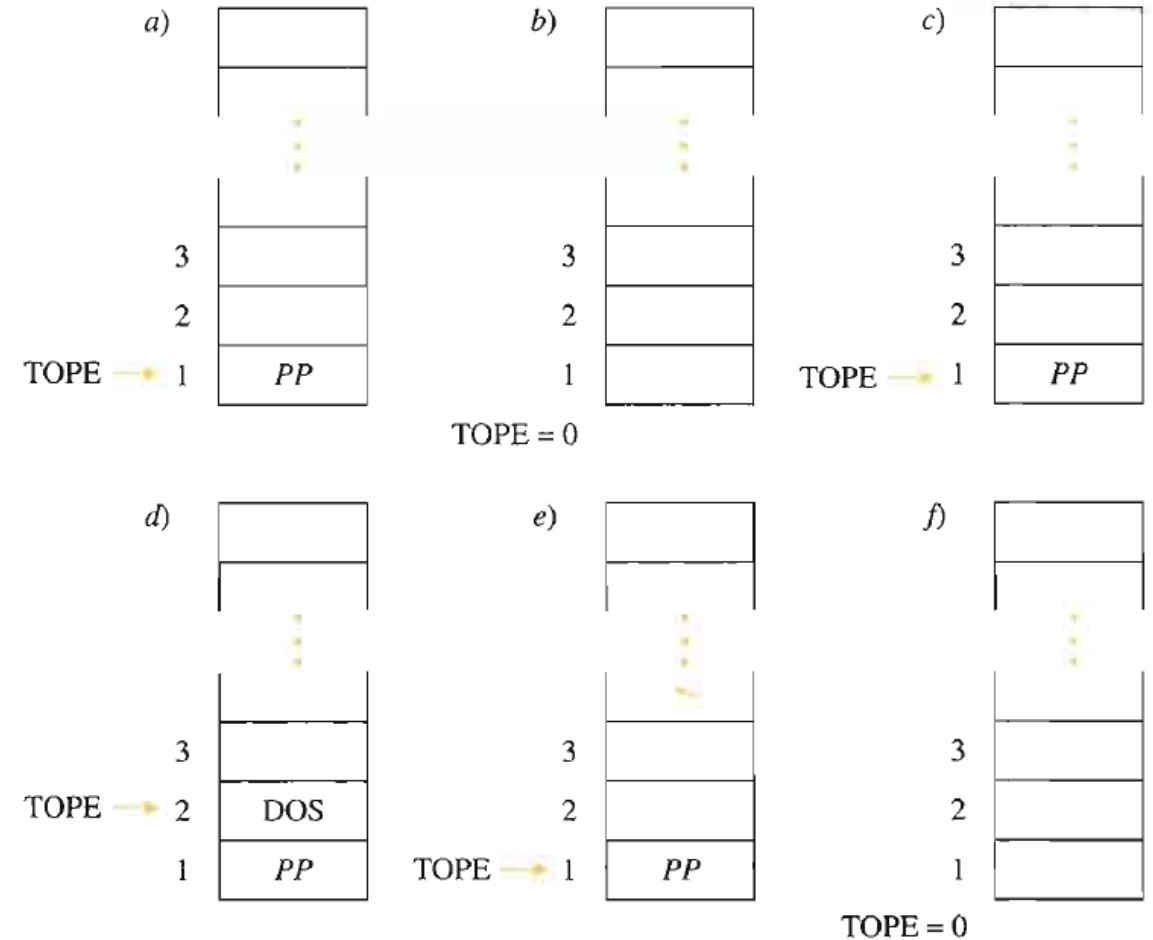 a) b) c)
3 3 3
2 2 2
TOPE 1 PP 1 TOPE 1 PP
TOPE = 0
d) e) f)
3 3 3
TOPE 2 DOS 2 2
1 PP TOPE 1 PP 1
TOPE = 0